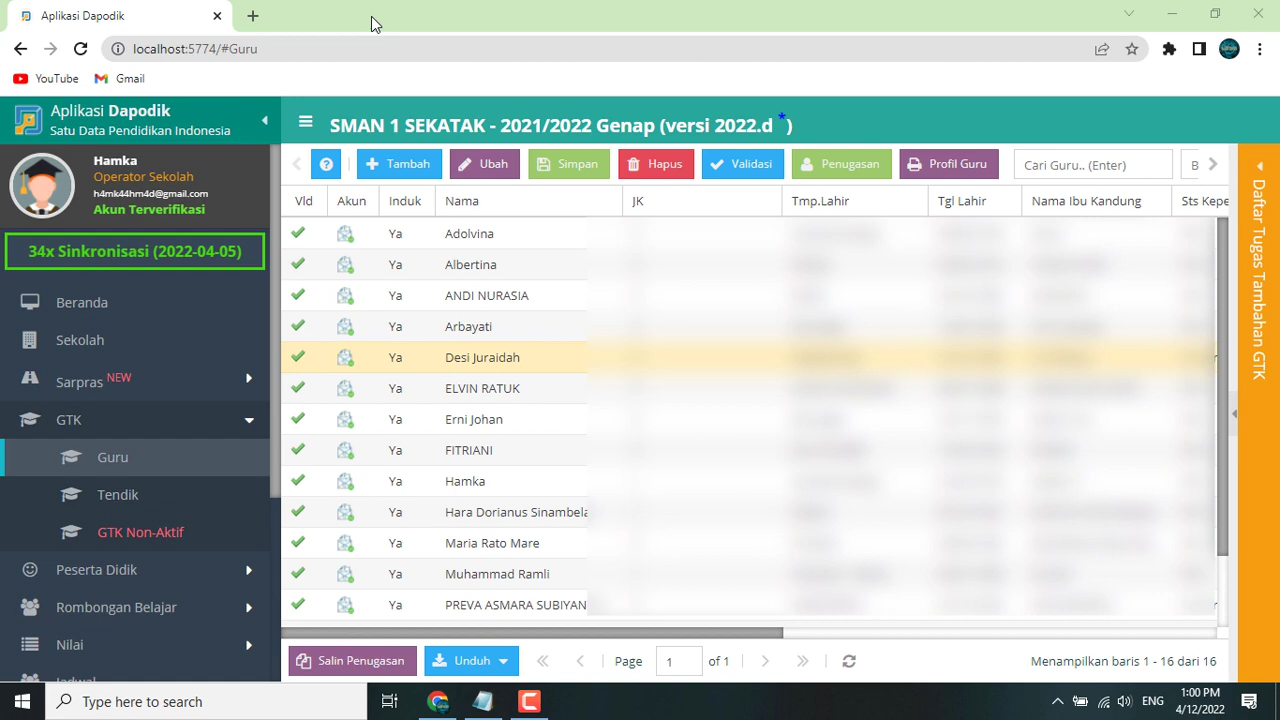 Aplikasi Dapodik
localhost:5774/#Guru
YouTube Gmail
Aplikasi Dapodik
Satu Data Pendidikan Indonesia
SMAN 1 SEKATAK - 2021/2022 Genap (versi 2022.d *)
Hamka
Operator Sekolah
h4mk44hm4d@gmail.com
Akun Terverifikasi
34x Sinkronisasi (2022-04-05)
Beranda
Sekolah
Sarpras NEW
GTK
Guru
Tendik
GTK Non-Aktif
Peserta Didik
Rombongan Belajar
Nilai
Jadwal
? Tambah Ubah Simpan Hapus Validasi Penugasan Profil Guru Cari Guru.. (Enter) B
Vld Akun Induk Nama JK Tmp.Lahir Tgl Lahir Nama Ibu Kandung Sts Kepe
Ya Adolvina
Ya Albertina
Ya ANDI NURASIA
Ya Arbayati
Ya Desi Juraidah
Ya ELVIN RATUK
Ya Erni Johan
Ya FITRIANI
Ya Hamka
Ya Hara Dorianus Sinambela
Ya Maria Rato Mare
Ya Muhammad Ramli
Ya PREVA ASMARA SUBIYAN
Salin Penugasan Unduh Page 1 of 1 Menampilkan baris 1 - 16 dari 16
Daftar Tugas Tambahan GTK
Type here to search
ENG
1:00 PM
4/12/2022